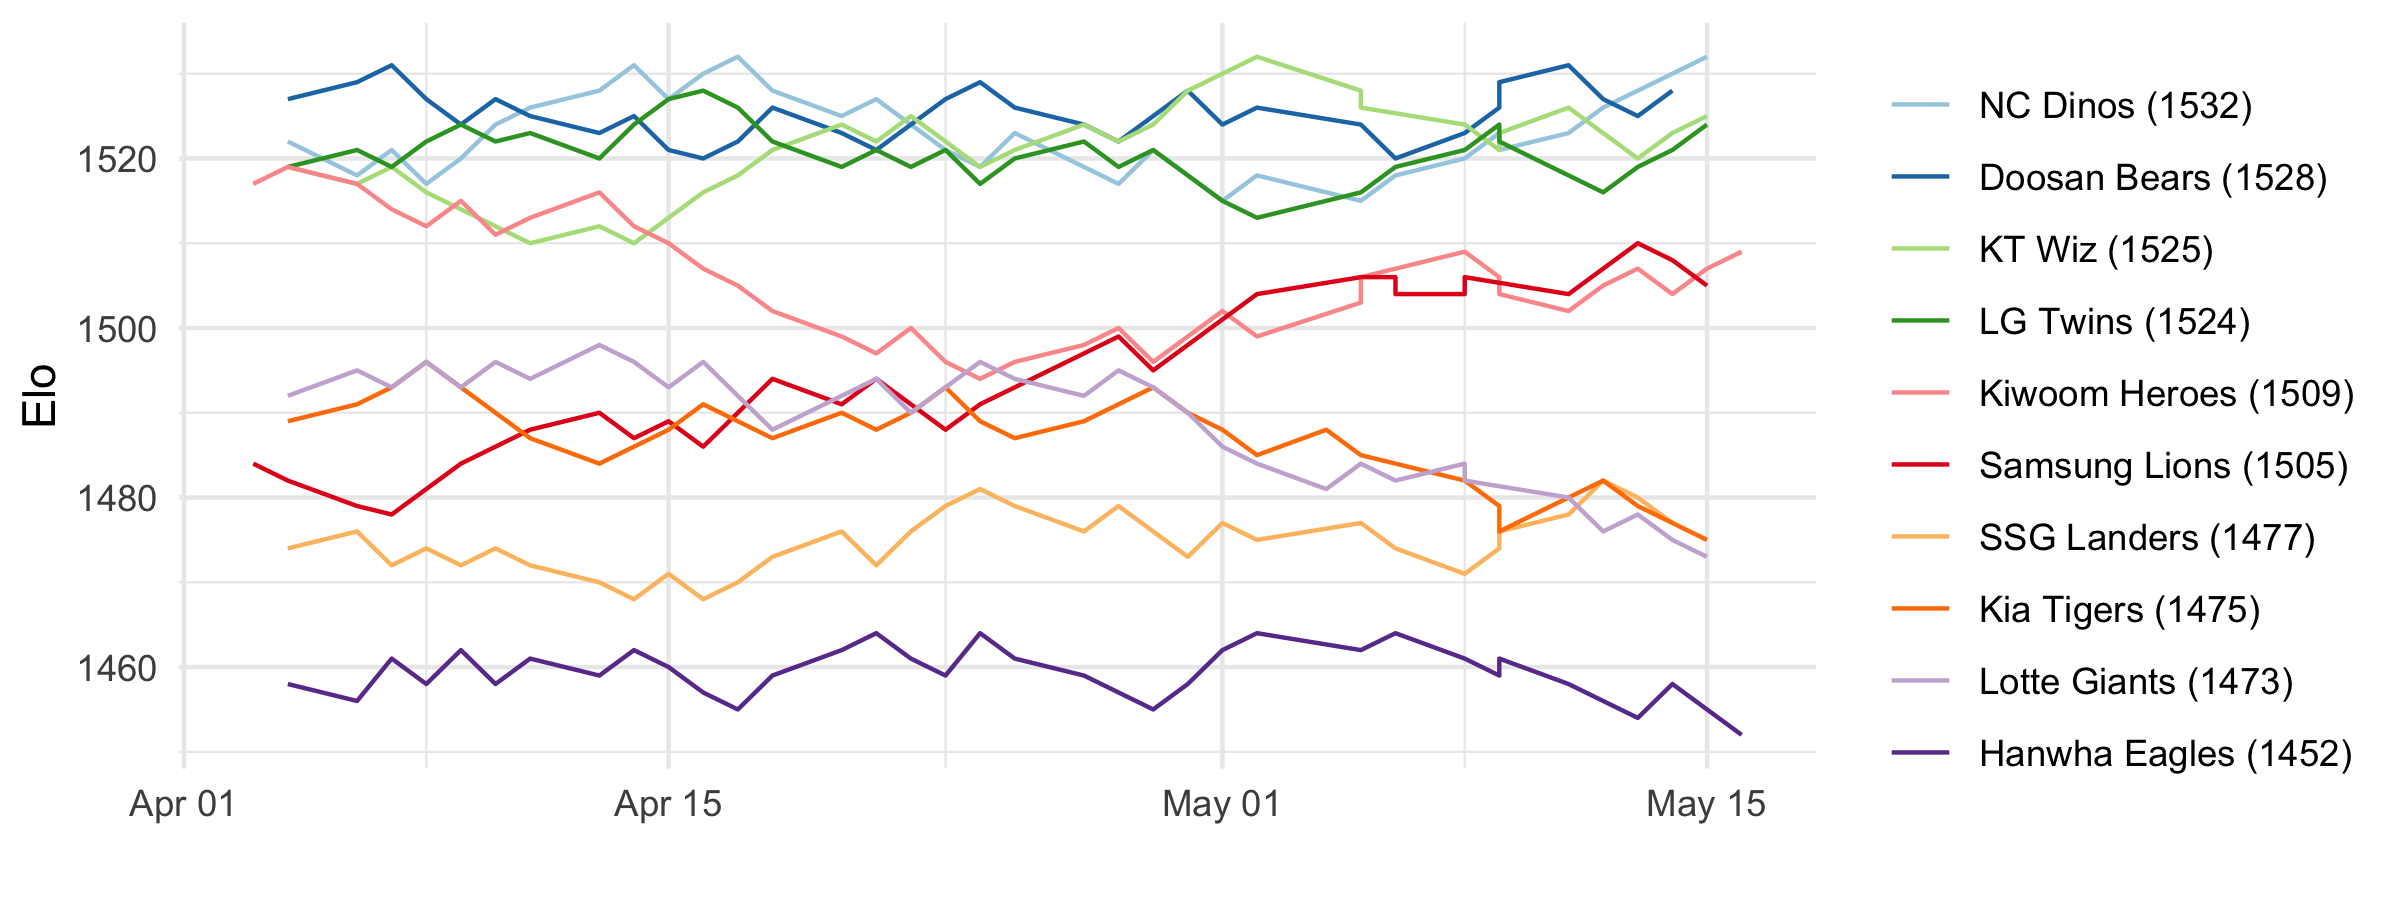 Elo
1520
1500
1480
1460
Apr 01
Apr 15
May 01
May 15
NC Dinos (1532)
Doosan Bears (1528)
KT Wiz (1525)
LG Twins (1524)
Kiwoom Heroes (1509)
Samsung Lions (1505)
SSG Landers (1477)
Kia Tigers (1475)
Lotte Giants (1473)
Hanwha Eagles (1452)